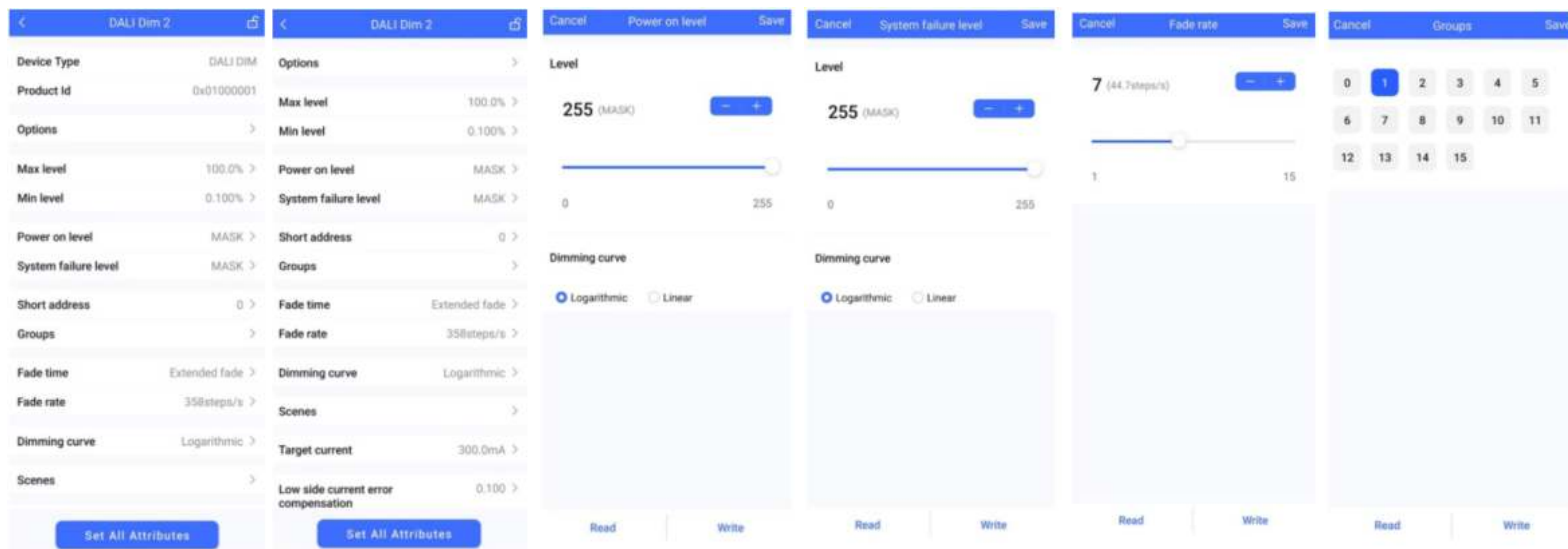 DALI Dim 2
Device Type DALI DIM
Product Id 0x01000001
Options
Max level 100.0%
Min level 0.100%
Power on level MASK
System failure level MASK
Short address 0
Groups
Fade time Extended fade
Fade rate 358steps/s
Dimming curve Logarithmic
Scenes
Set All Attributes
DALI Dim 2
Options
Max level 100.0%
Min level 0.100%
Power on level MASK
System failure level MASK
Short address 0
Groups
Fade time Extended fade
Fade rate 358steps/s
Dimming curve Logarithmic
Scenes
Target current 300.0mA
Low side current error 0.100
compensation
Set All Attributes
Cancel Power on level Save
Level
255 (MASK) - +
0 255
Dimming curve
Logarithmic Linear
Read Write
Cancel System failure level Save
Level
255 (MASK) - +
0 255
Dimming curve
Logarithmic Linear
Read Write
Cancel Fade rate Save
7 (44.7steps/s) - +
1 15
Read Write
Cancel Groups Save
0 1 2 3 4 5
6 7 8 9 10 11
12 13 14 15
Read Write